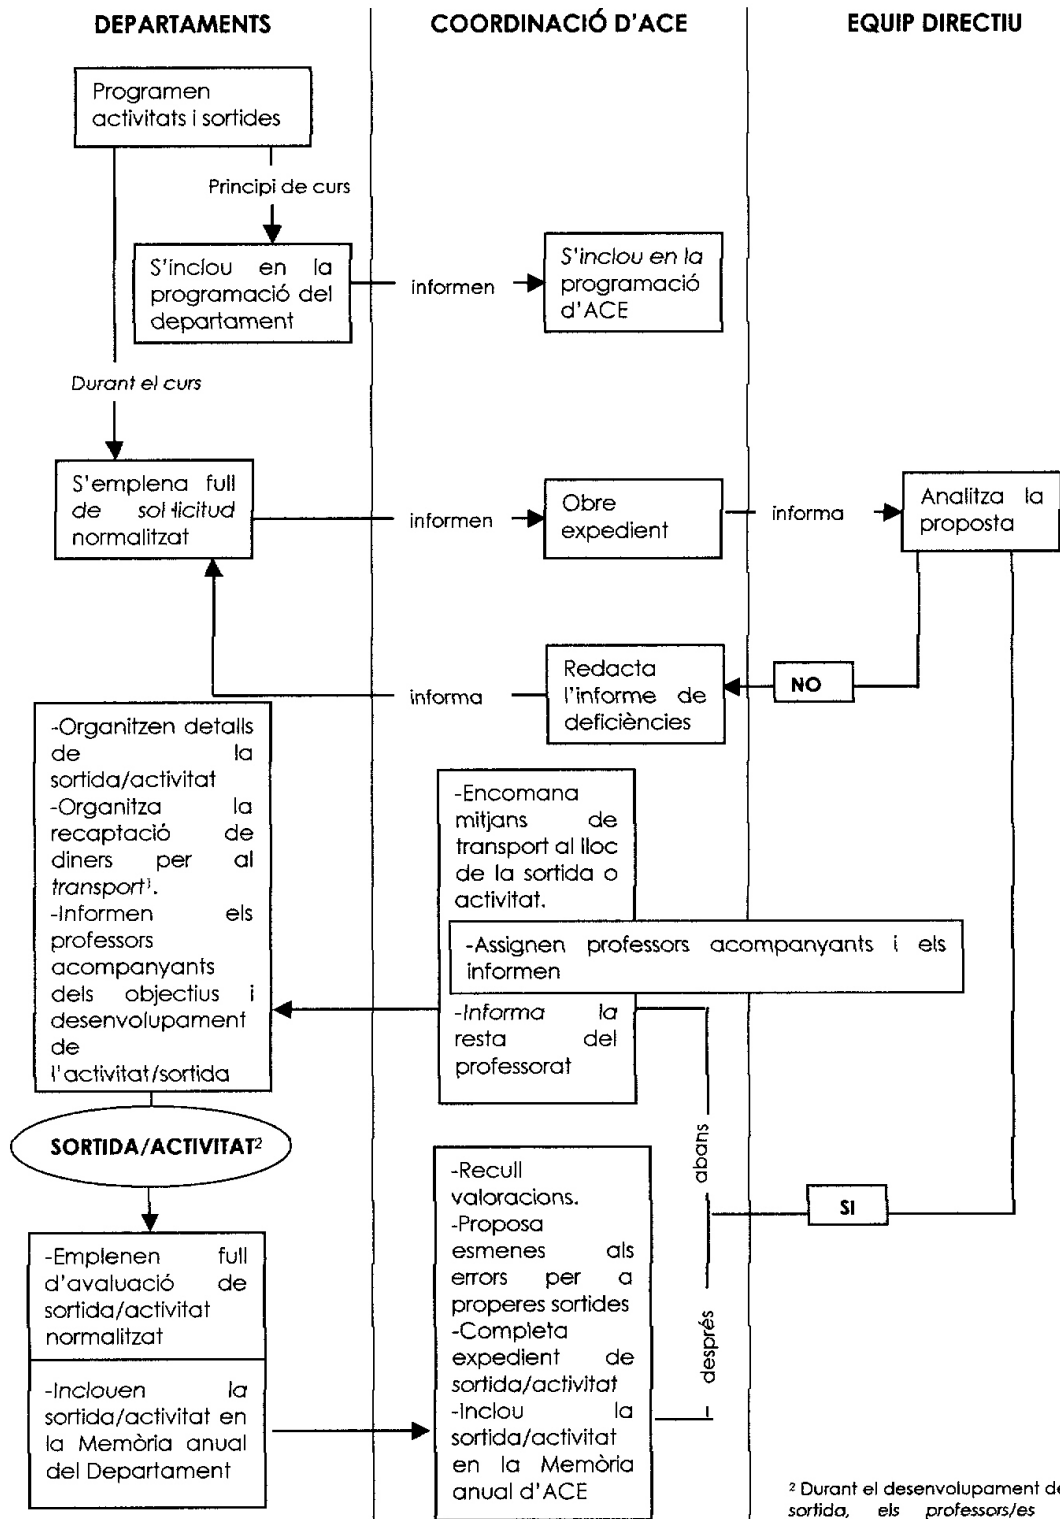 DEPARTAMENTS
COORDINACIÓ D'ACE
EQUIP DIRECTIU
Programen
activitats i sortides
Principi de curs
S'inclou en la
programació del
departament
informen
S'inclou en la
programació
d'ACE
Durant el curs
S'emplena full
de sol·licitud
normalitzat
informen
Obre
expedient
informa
Analitza la
proposta
NO
Redacta
l'informe de
deficiències
informa
-Organitzen detalls
de la
sortida/activitat
-Organitza la
recaptació de
diners per al
transport¹.
-Informen els
professors
acompanyants
dels objectius i
desenvolupament
de
l'activitat/sortida
-Encomana
mitjans de
transport al lloc
de la sortida o
activitat.
-Assignen professors acompanyants i els
informen
-Informa la
resta del
professorat
abans
SI
després
SORTIDA/ACTIVITAT²
-Emplenen full
d'avaluació de
sortida/activitat
normalitzat
-Inclouen la
sortida/activitat en
la Memòria anual
del Departament
-Recull
valoracions.
-Proposa
esmenes als
errors per a
properes sortides
-Completa
expedient de
sortida/activitat
-Inclou la
sortida/activitat
en la Memòria
anual d'ACE
² Durant el desenvolupament de
sortida, els professors/es